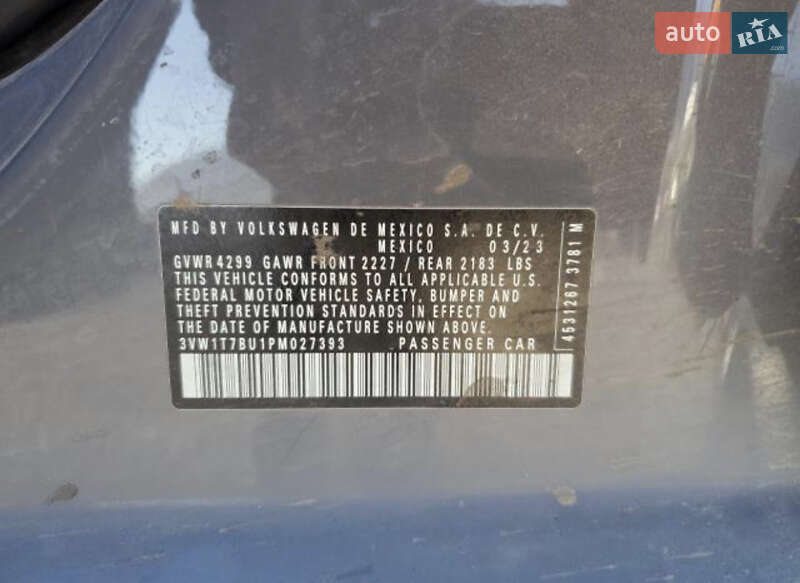 auto RIA
MFD BY VOLKSWAGEN DE MEXICO S.A. DE C.V.
MEXICO 03/23
GVWR 4299 GAWR FRONT 2227 / REAR 2183 LBS
THIS VEHICLE CONFORMS TO ALL APPLICABLE U.S.
FEDERAL MOTOR VEHICLE SAFETY, BUMPER AND
THEFT PREVENTION STANDARDS IN EFFECT ON
THE DATE OF MANUFACTURE SHOWN ABOVE.
3VW1T7BU1PM027393 PASSENGER CAR
4531267 3781 M